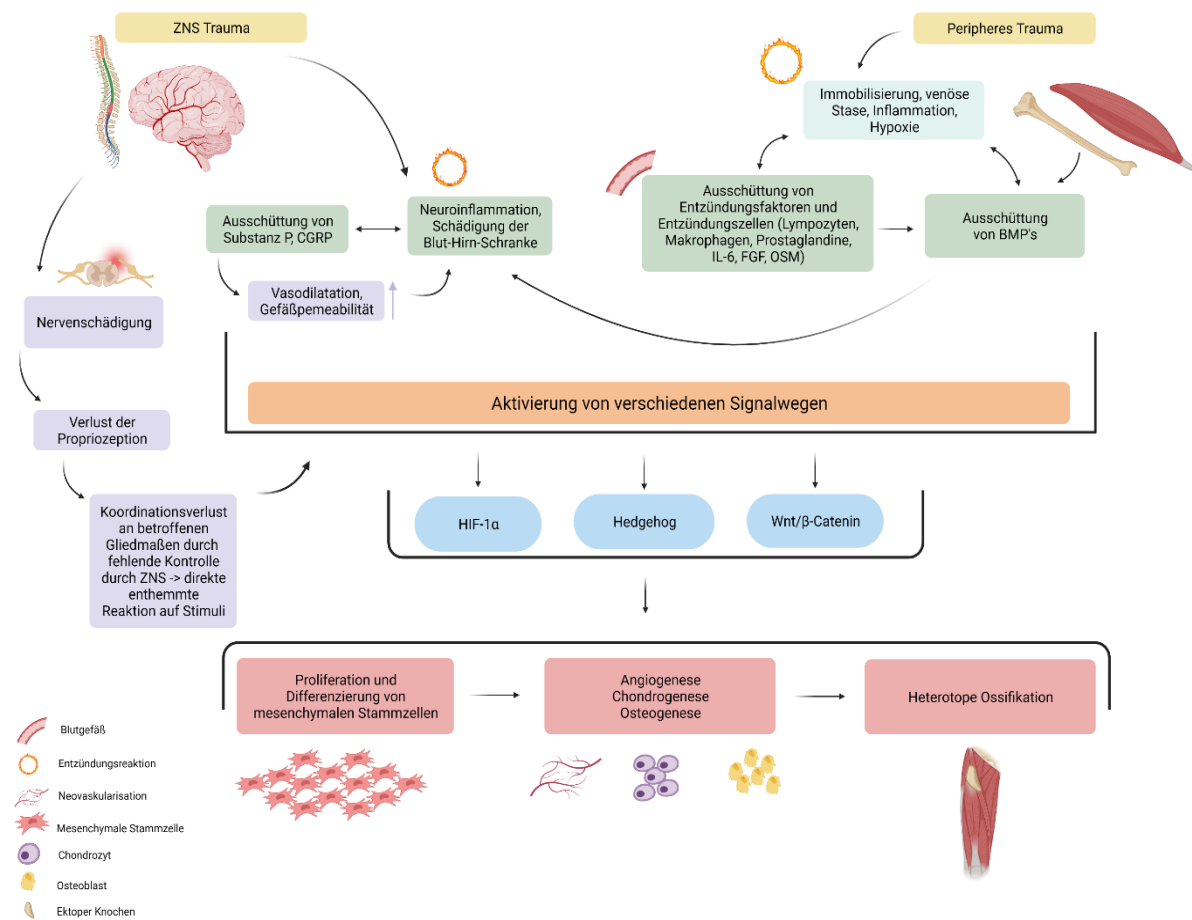 ZNS Trauma
Peripheres Trauma
Immobilisierung, venöse
Stase, Inflammation,
Hypoxie
Ausschüttung von
Substanz P, CGRP
Neuroinflammation,
Schädigung der
Blut-Hirn-Schranke
Ausschüttung von
Entzündungsfaktoren und
Entzündungszellen (Lympozyten,
Makrophagen, Prostaglandine,
IL-6, FGF, OSM)
Ausschüttung
von BMP's
Vasodilatation,
Gefäßpemeabilität
Nervenschädigung
Verlust der
Propriozeption
Aktivierung von verschiedenen Signalwegen
Koordinationsverlust
an betroffenen
Gliedmaßen durch
fehlende Kontrolle
durch ZNS -> direkte
enthemmte
Reaktion auf Stimuli
HIF-1α
Hedgehog
Wnt/β-Catenin
Proliferation und
Differenzierung von
mesenchymalen Stammzellen
Angiogenese
Chondrogenese
Osteogenese
Heterotope Ossifikation
Blutgefäß
Entzündungsreaktion
Neovaskularisation
Mesenchymale Stammzelle
Chondrozyt
Osteoblast
Ektoper Knochen